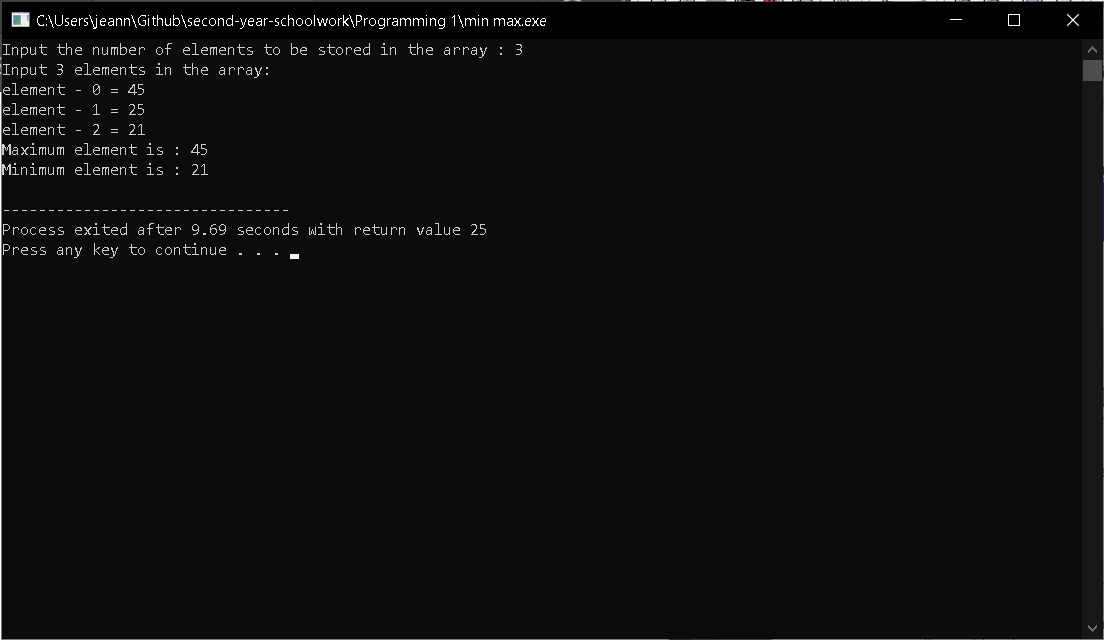 C:\Users\jeann\Github\second-year-schoolwork\Programming 1\min max.exe
Input the number of elements to be stored in the array : 3
Input 3 elements in the array:
element - 0 = 45
element - 1 = 25
element - 2 = 21
Maximum element is : 45
Minimum element is : 21
--------------------------------
Process exited after 9.69 seconds with return value 25
Press any key to continue . . .